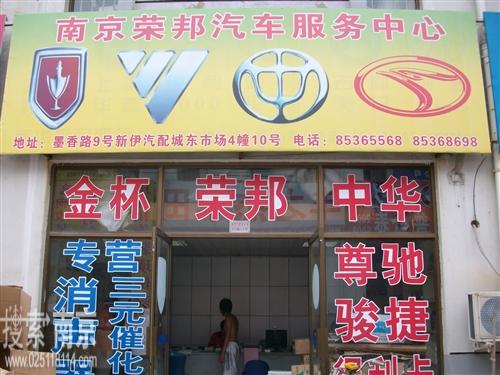 南京荣邦汽车服务中心
地址：墨香路9号新伊汽配城东市场4幢10号 电话：85365568 85368698
金杯 荣邦 中华
专营三元催化
消声
尊驰
骏捷
搜索南京
www.025118114.com